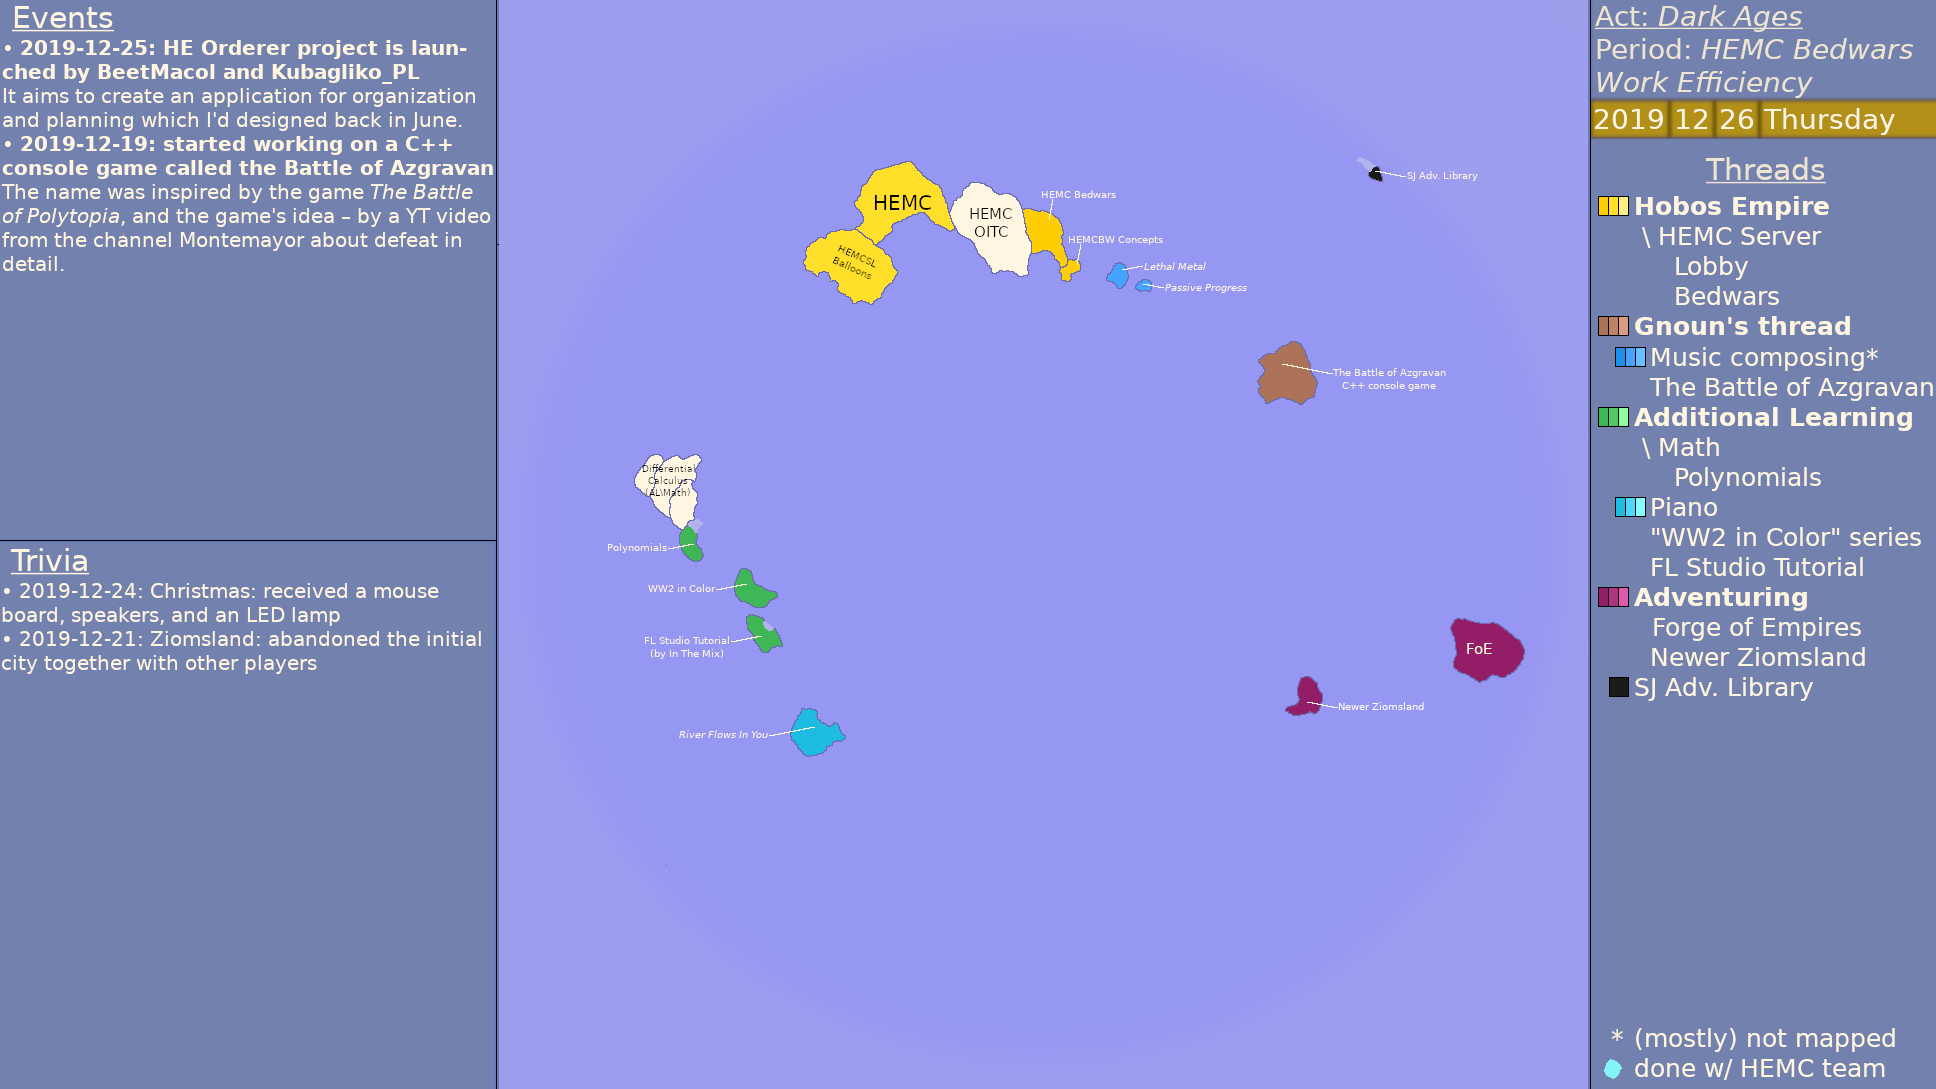 Events
• 2019-12-25: HE Orderer project is laun-
ched by BeetMacol and Kubagliko_PL
It aims to create an application for organization
and planning which I'd designed back in June.
• 2019-12-19: started working on a C++
console game called the Battle of Azgravan
The name was inspired by the game The Battle
of Polytopia, and the game's idea – by a YT video
from the channel Montemayor about defeat in
detail.
Trivia
• 2019-12-24: Christmas: received a mouse
board, speakers, and an LED lamp
• 2019-12-21: Ziomsland: abandoned the initial
city together with other players
SJ Adv. Library
HEMC
HEMC
OITC
HEMC Bedwars
HEMCBW Concepts
HEMCSL
Balloons
Lethal Metal
Passive Progress
The Battle of Azgravan
C++ console game
Differential
Calculus
(AL\Math)
Polynomials
WW2 in Color
FL Studio Tutorial
(by In The Mix)
FoE
Newer Ziomsland
River Flows In You
Act: Dark Ages
Period: HEMC Bedwars
Work Efficiency
2019 12 26 Thursday
Threads
Hobos Empire
\ HEMC Server
Lobby
Bedwars
Gnoun's thread
Music composing*
The Battle of Azgravan
Additional Learning
\ Math
Polynomials
Piano
"WW2 in Color" series
FL Studio Tutorial
Adventuring
Forge of Empires
Newer Ziomsland
SJ Adv. Library
* (mostly) not mapped
done w/ HEMC team